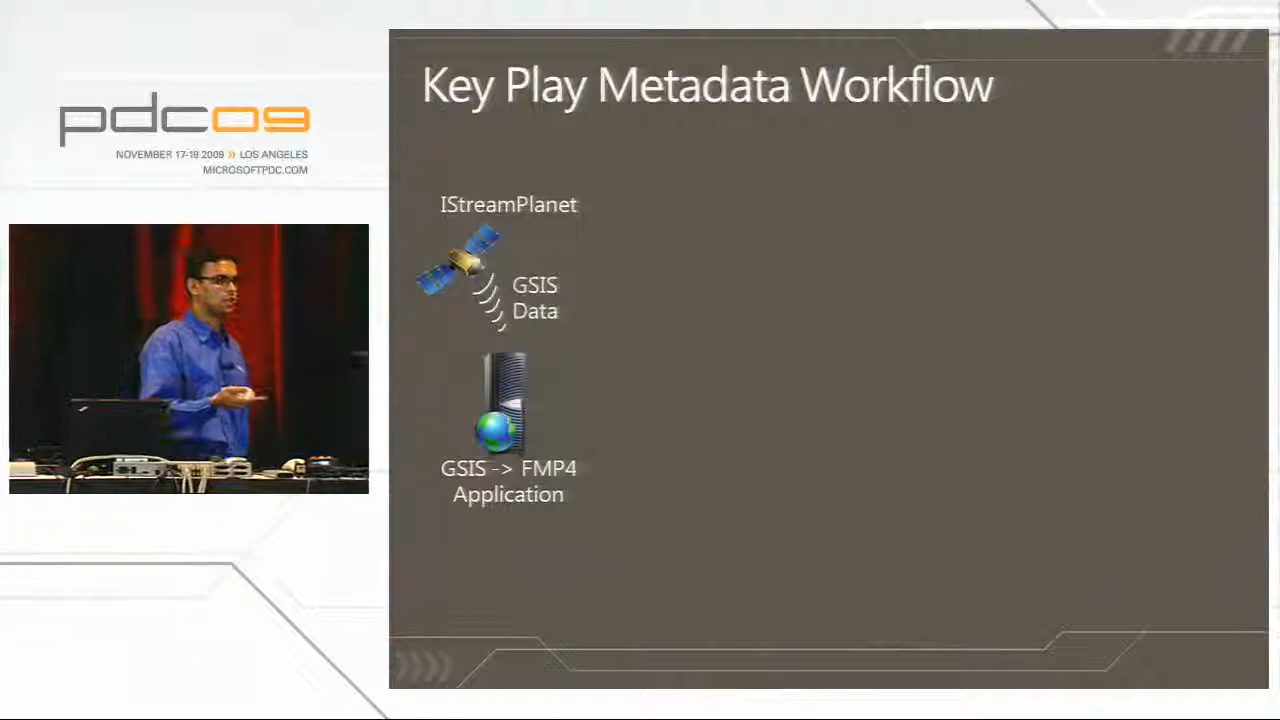 pdc09
NOVEMBER 17-19 2009 » LOS ANGELES
MICROSOFTPDC.COM
Key Play Metadata Workflow
IStreamPlanet
GSIS
Data
GSIS -> FMP4
Application